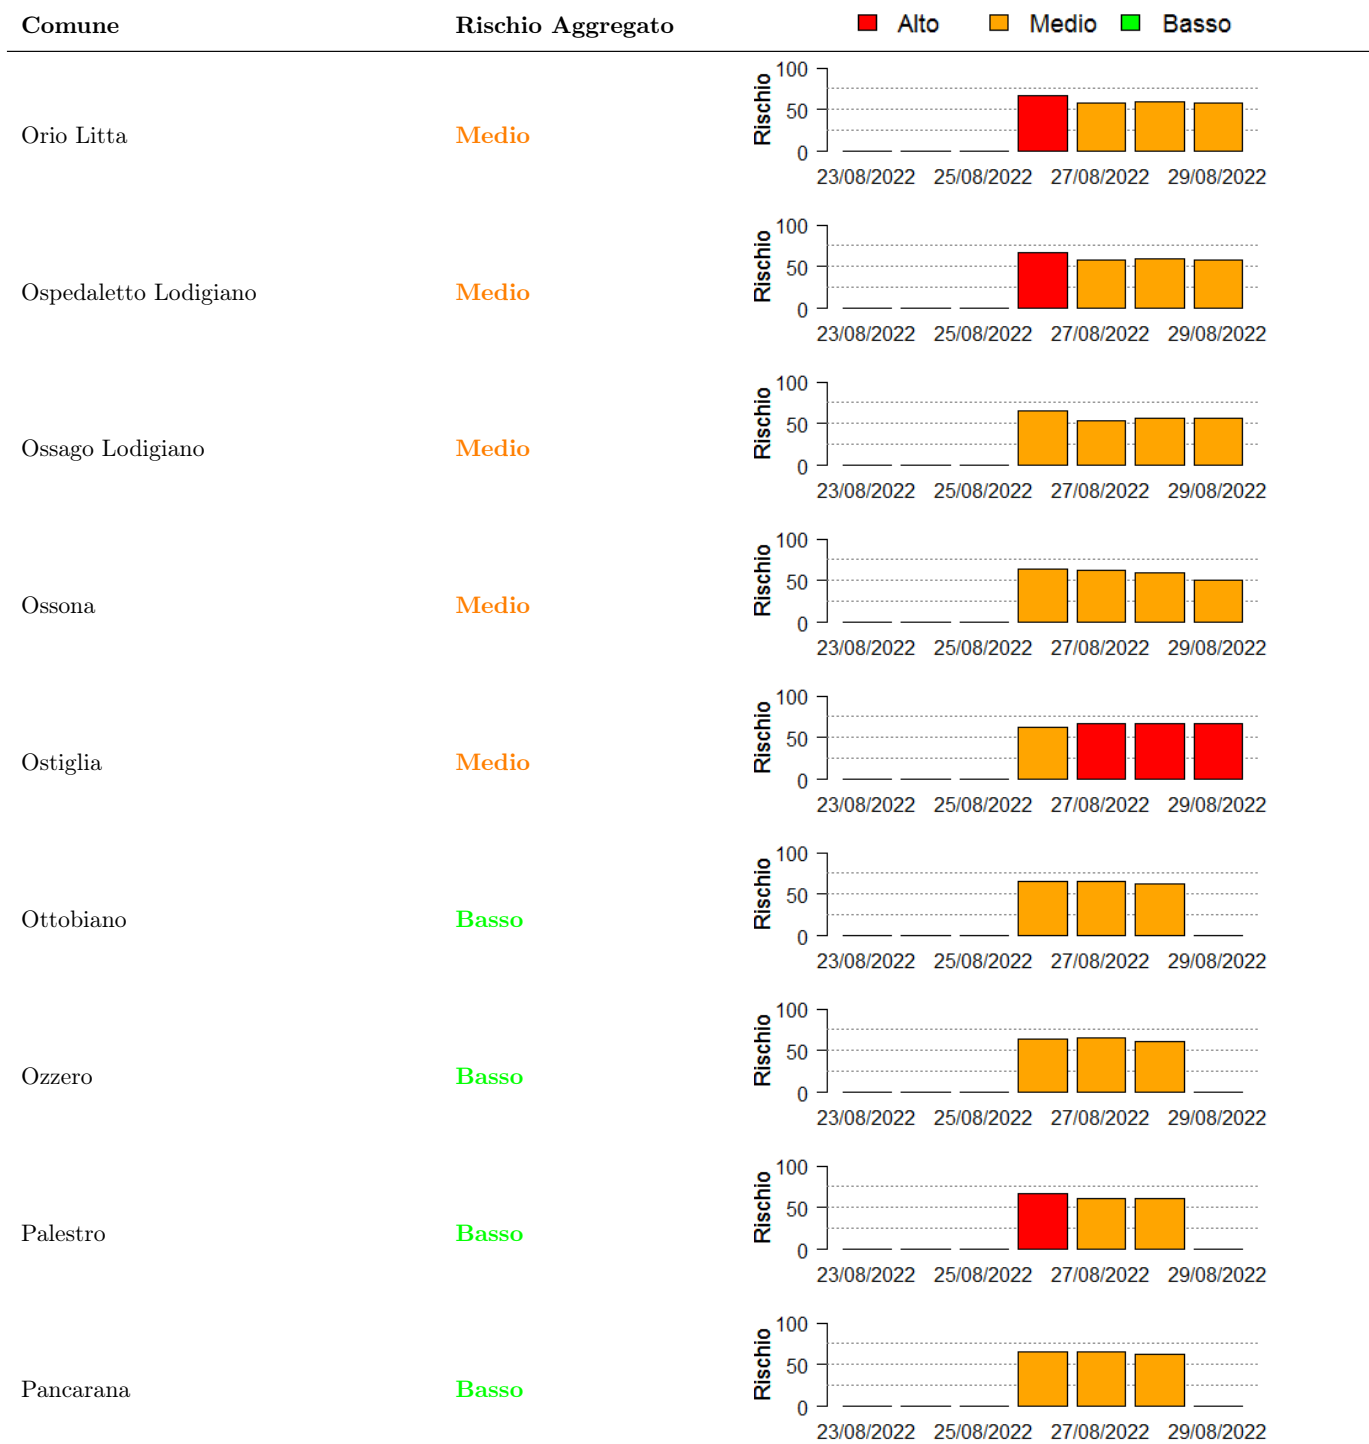 Comune Rischio Aggregato Alto Medio Basso
100
50
0
Rischio
Orio Litta Medio
23/08/2022 25/08/2022 27/08/2022 29/08/2022
100
50
0
Rischio
Ospedaletto Lodigiano Medio
23/08/2022 25/08/2022 27/08/2022 29/08/2022
100
50
0
Rischio
Ossago Lodigiano Medio
23/08/2022 25/08/2022 27/08/2022 29/08/2022
100
50
0
Rischio
Ossona Medio
23/08/2022 25/08/2022 27/08/2022 29/08/2022
100
50
0
Rischio
Ostiglia Medio
23/08/2022 25/08/2022 27/08/2022 29/08/2022
100
50
0
Rischio
Ottobiano Basso
23/08/2022 25/08/2022 27/08/2022 29/08/2022
100
50
0
Rischio
Ozzero Basso
23/08/2022 25/08/2022 27/08/2022 29/08/2022
100
50
0
Rischio
Palestro Basso
23/08/2022 25/08/2022 27/08/2022 29/08/2022
100
50
0
Rischio
Pancarana Basso
23/08/2022 25/08/2022 27/08/2022 29/08/2022